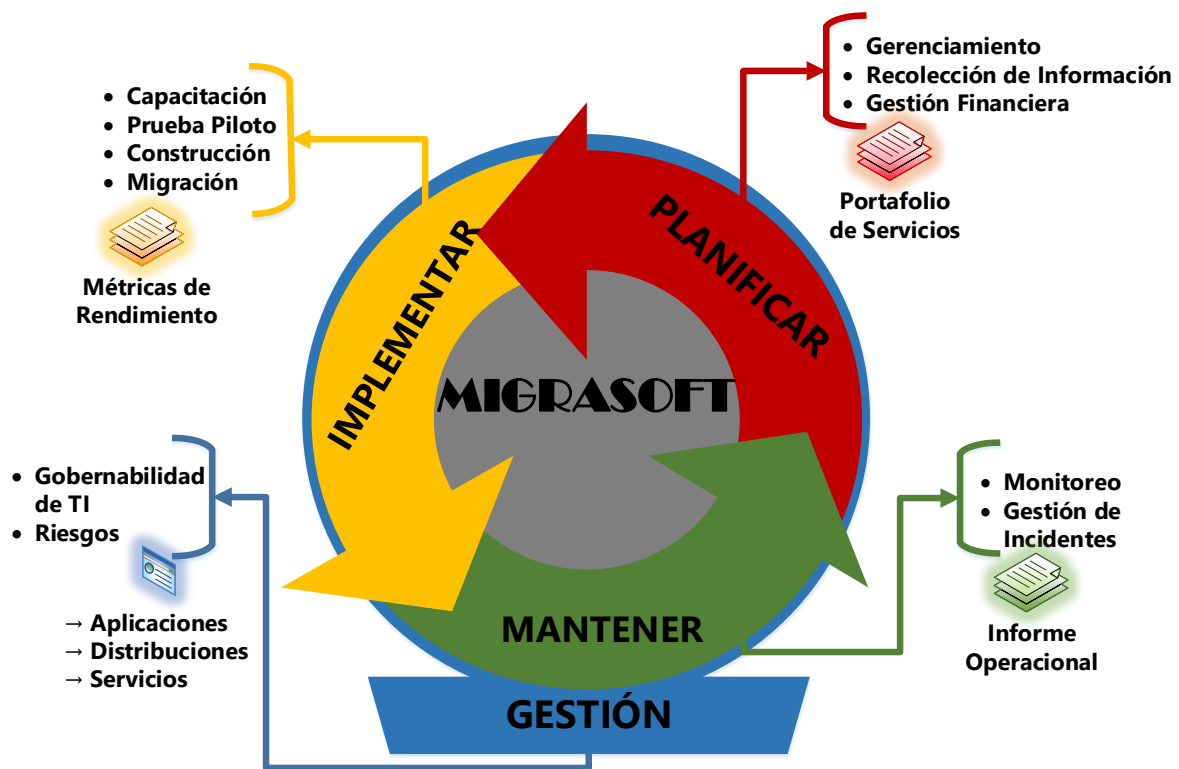 • Capacitación
• Prueba Piloto
• Construcción
• Migración
Métricas de
Rendimiento
• Gerenciamiento
• Recolección de Información
• Gestión Financiera
Portafolio
de Servicios
IMPLEMENTAR
PLANIFICAR
MIGRASOFT
MANTENER
GESTIÓN
• Gobernabilidad
de TI
• Riesgos
→ Aplicaciones
→ Distribuciones
→ Servicios
• Monitoreo
• Gestión de
Incidentes
Informe
Operacional